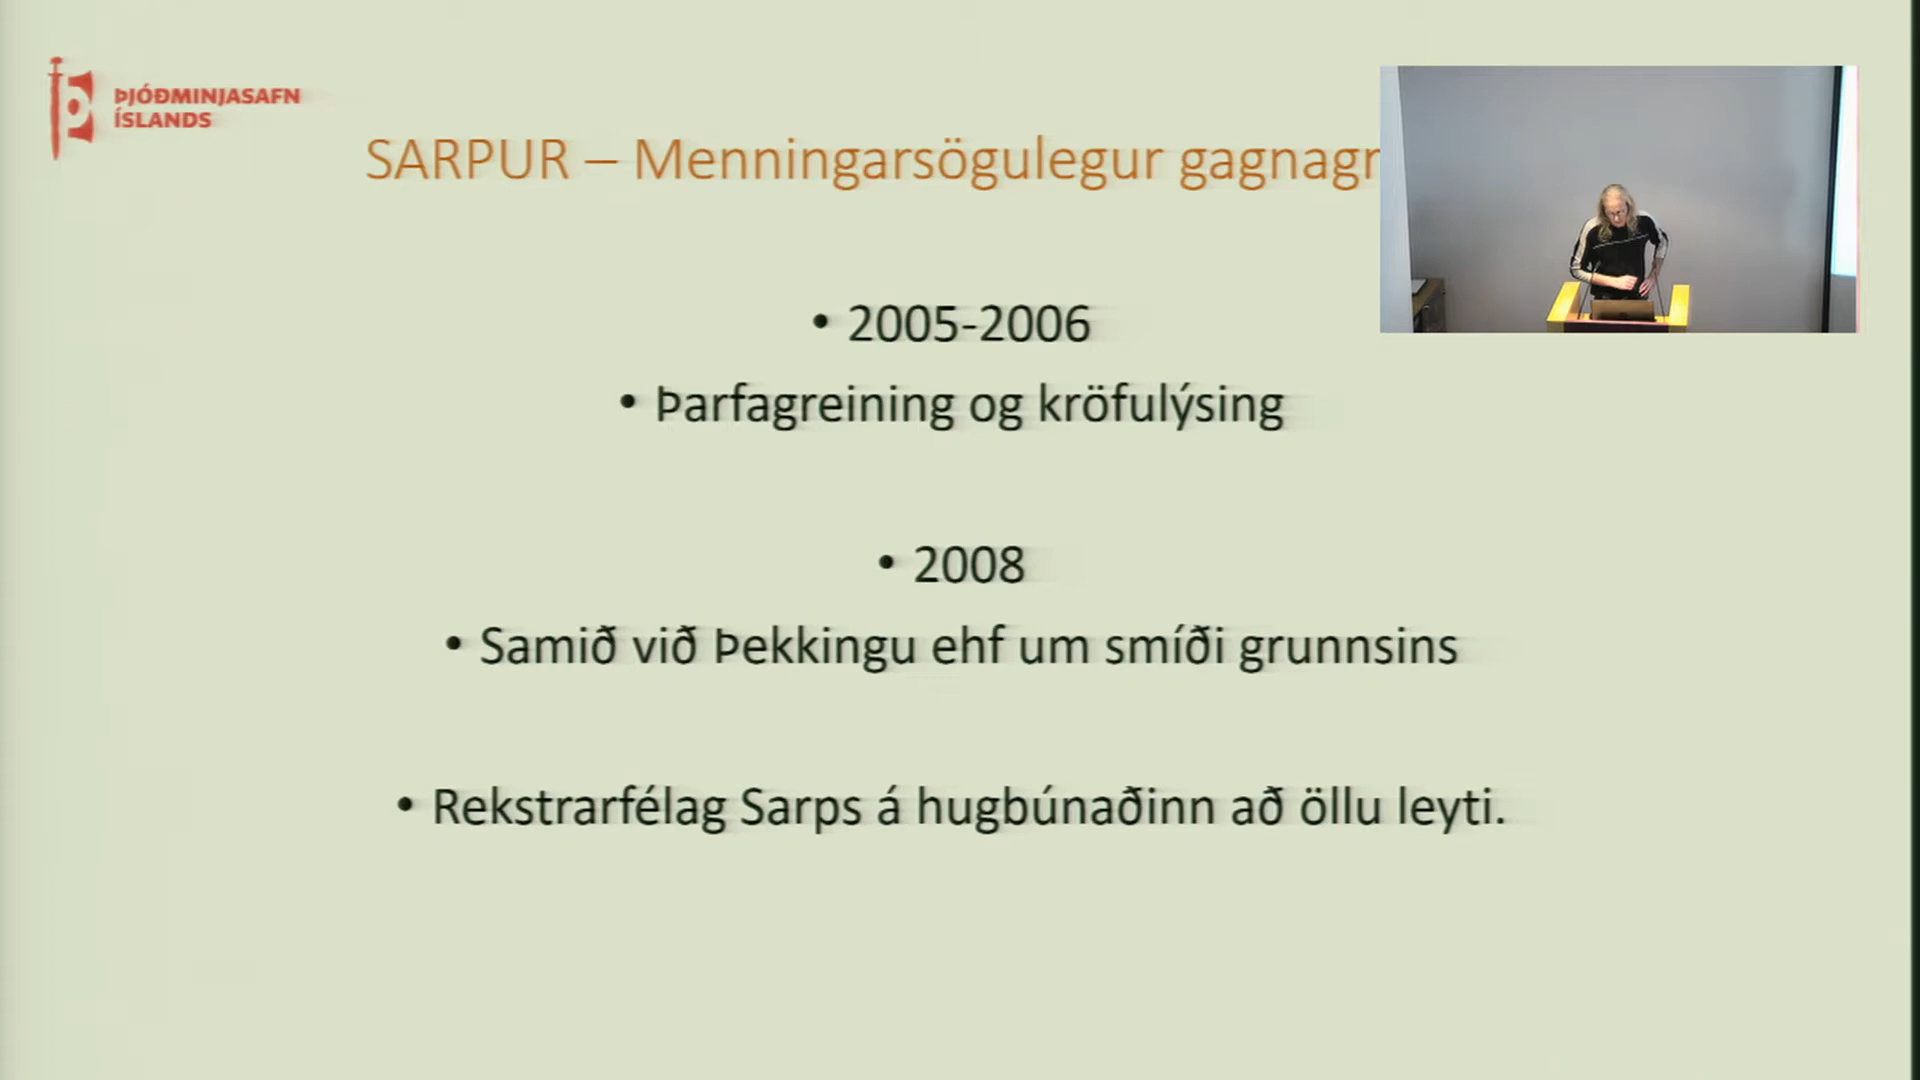 ÞJÓÐMINJASAFN
ÍSLANDS
SARPUR – Menningarsögulegur
• 2005-2006
• Þarfagreining og kröfulýsing
• 2008
• Samið við Þekkingu ehf um smíði grunnsins
• Rekstrarfélag Sarps á hugbúnaðinn að öllu leyti.